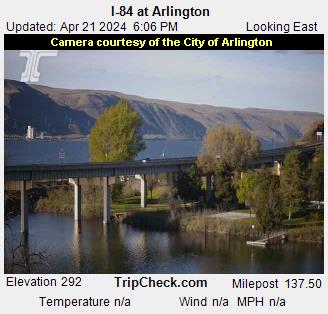 I-84 at Arlington
Updated: Apr 21 2024 6:06 PM Looking East
Camera courtesy of the City of Arlington
Elevation 292 TripCheck.com Milepost 137.50
Temperature n/a Wind n/a MPH n/a